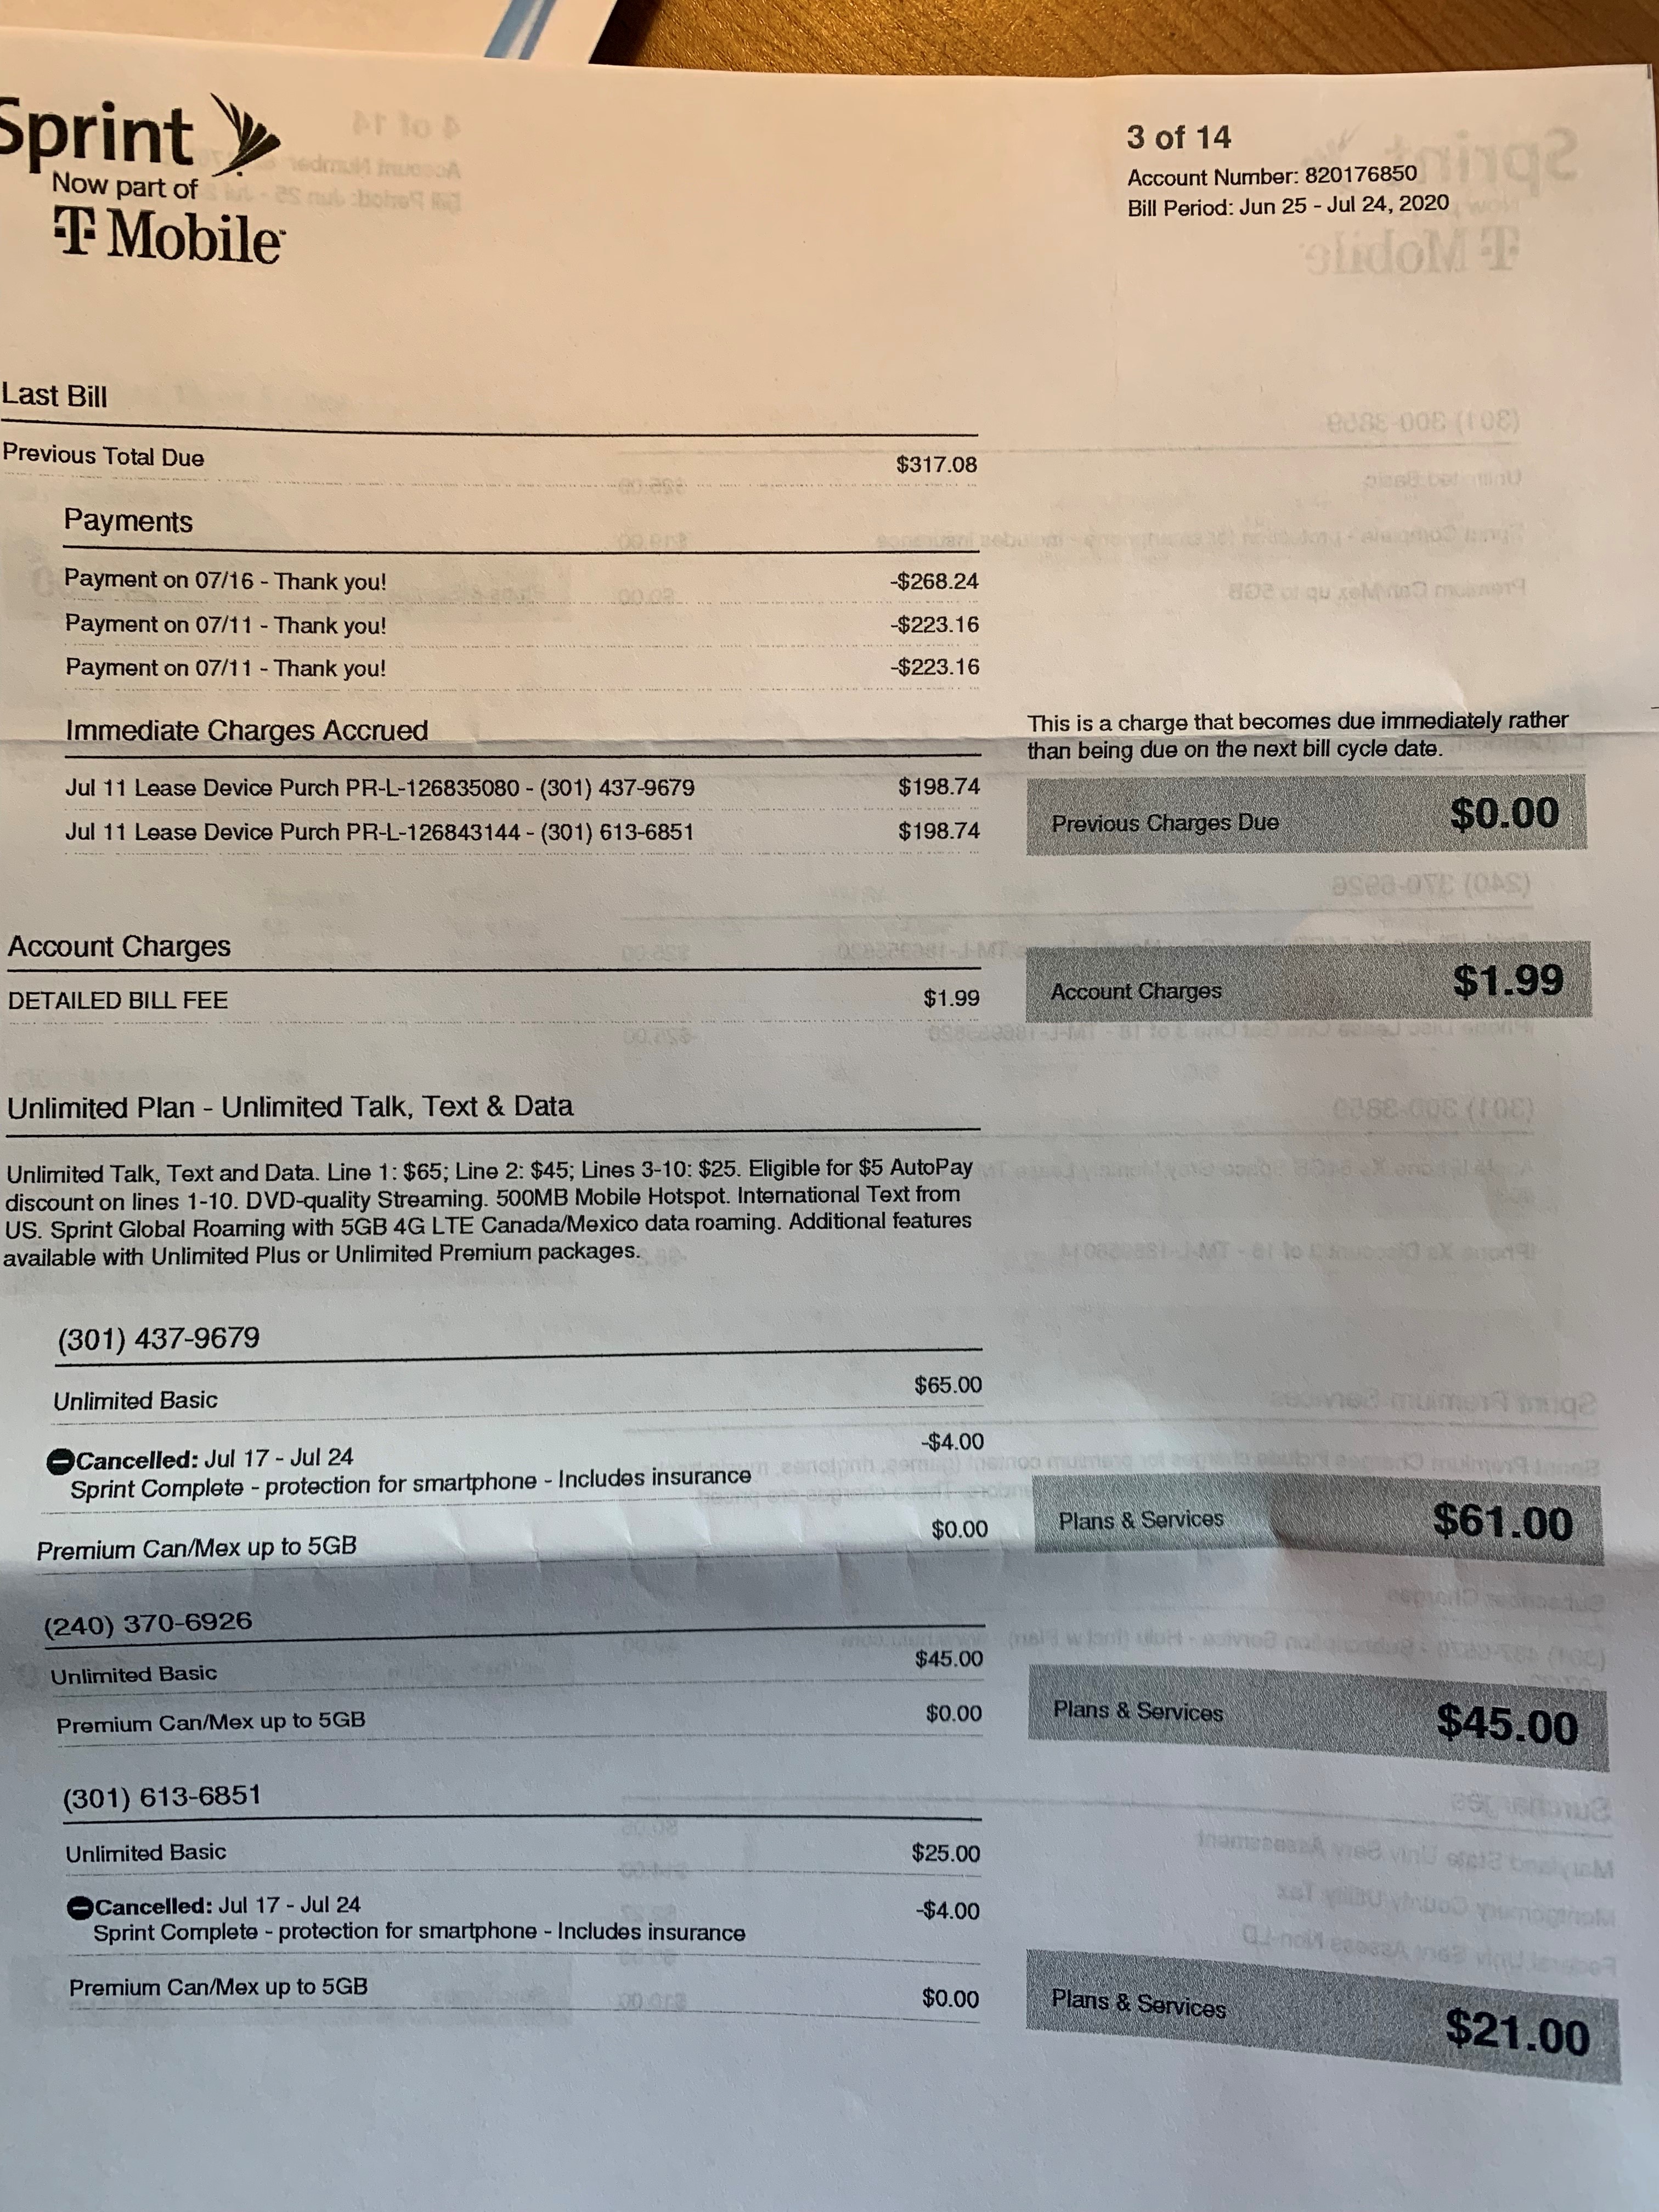 Sprint
Now part of
T Mobile
3 of 14
Account Number: 820176850
Bill Period: Jun 25 - Jul 24, 2020
Last Bill
Previous Total Due $317.08
Payments
Payment on 07/16 - Thank you! -$268.24
Payment on 07/11 - Thank you! -$223.16
Payment on 07/11 - Thank you! -$223.16
Immediate Charges Accrued
Jul 11 Lease Device Purch PR-L-126835080 - (301) 437-9679 $198.74
Jul 11 Lease Device Purch PR-L-126843144 - (301) 613-6851 $198.74
This is a charge that becomes due immediately rather
than being due on the next bill cycle date.
Previous Charges Due $0.00
Account Charges
DETAILED BILL FEE $1.99
Account Charges $1.99
Unlimited Plan - Unlimited Talk, Text & Data
Unlimited Talk, Text and Data. Line 1: $65; Line 2: $45; Lines 3-10: $25. Eligible for $5 AutoPay
discount on lines 1-10. DVD-quality Streaming. 500MB Mobile Hotspot. International Text from
US. Sprint Global Roaming with 5GB 4G LTE Canada/Mexico data roaming. Additional features
available with Unlimited Plus or Unlimited Premium packages.
(301) 437-9679
Unlimited Basic $65.00
Cancelled: Jul 17 - Jul 24 -$4.00
Sprint Complete - protection for smartphone - Includes insurance
Premium Can/Mex up to 5GB $0.00
Plans & Services $61.00
(240) 370-6926
Unlimited Basic $45.00
Premium Can/Mex up to 5GB $0.00
Plans & Services $45.00
(301) 613-6851
Unlimited Basic $25.00
Cancelled: Jul 17 - Jul 24 -$4.00
Sprint Complete - protection for smartphone - Includes insurance
Premium Can/Mex up to 5GB $0.00
Plans & Services $21.00